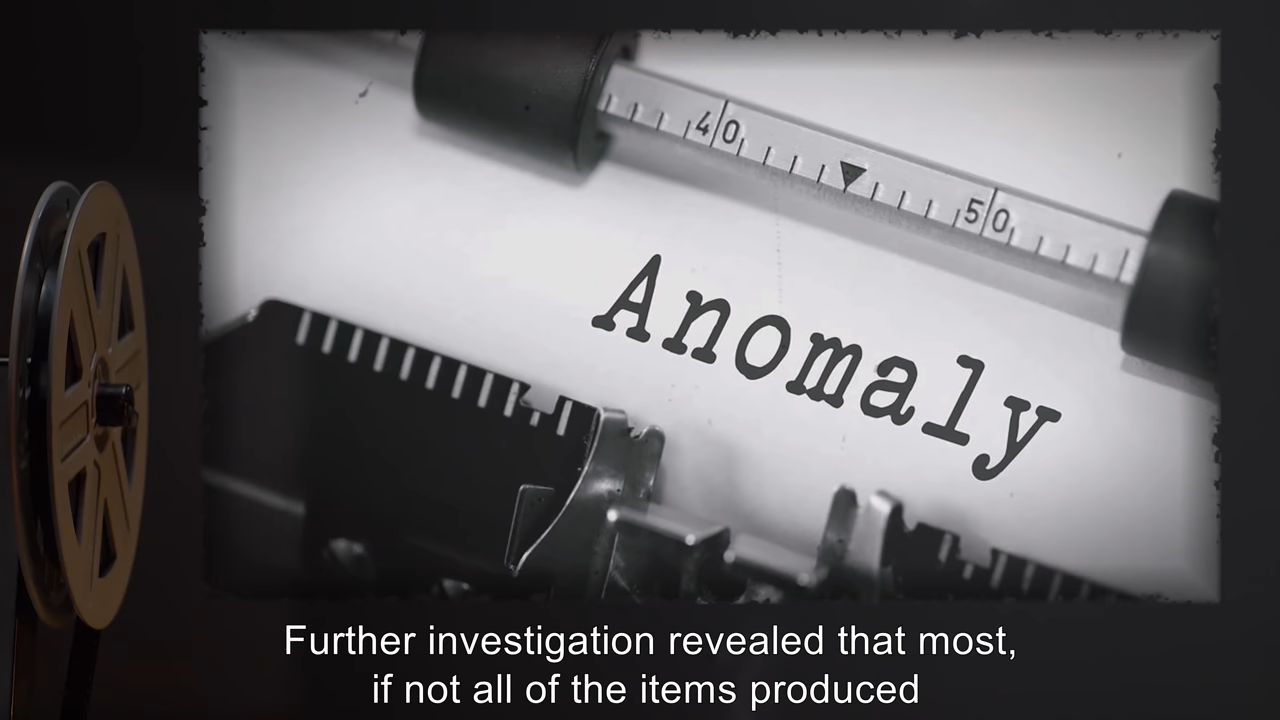 40 50
Anomaly
Further investigation revealed that most,
if not all of the items produced